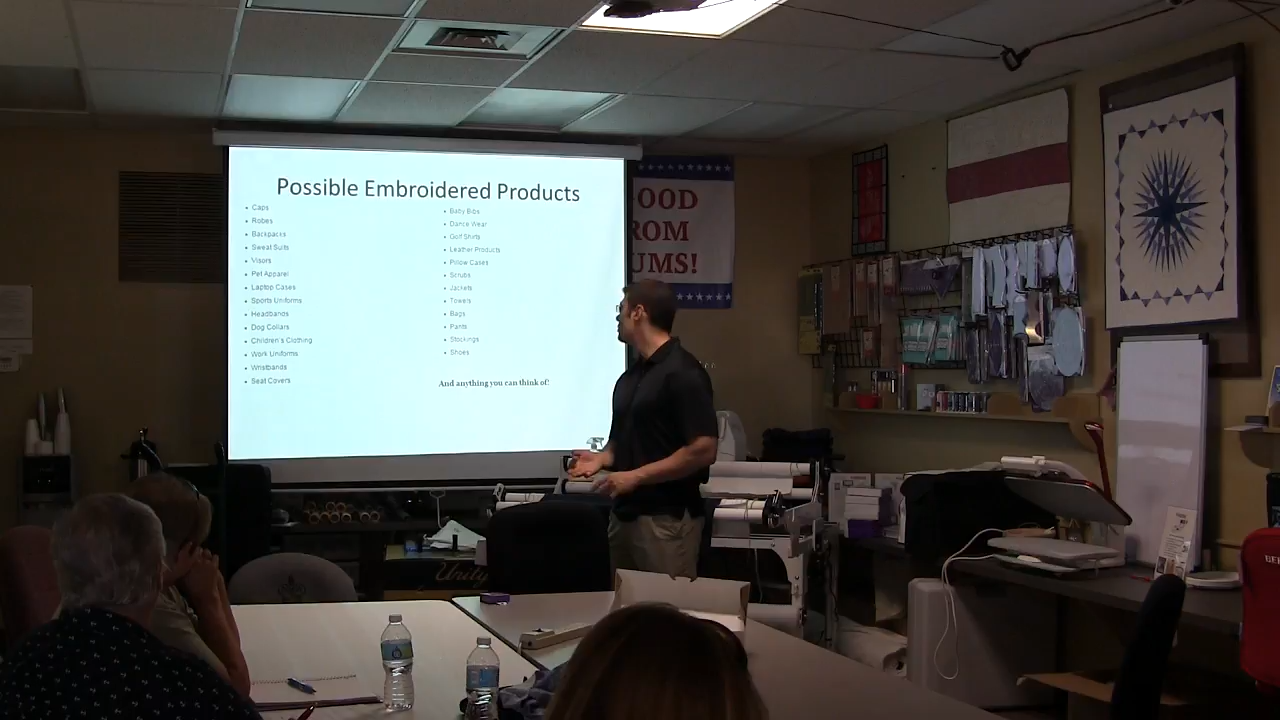 Possible Embroidered Products
• Caps
• Robes
• Backpacks
• Sweat Suits
• Visors
• Pet Apparel
• Laptop Cases
• Sports Uniforms
• Headbands
• Dog Collars
• Children's Clothing
• Work Uniforms
• Wristbands
• Seat Covers
• Baby Bibs
• Dance Wear
• Golf Shirts
• Leather Products
• Pillow Cases
• Scrubs
• Jackets
• Towels
• Bags
• Pants
• Stockings
• Shoes
And anything you can think of!
OOD
ROM
UMS!
Unity